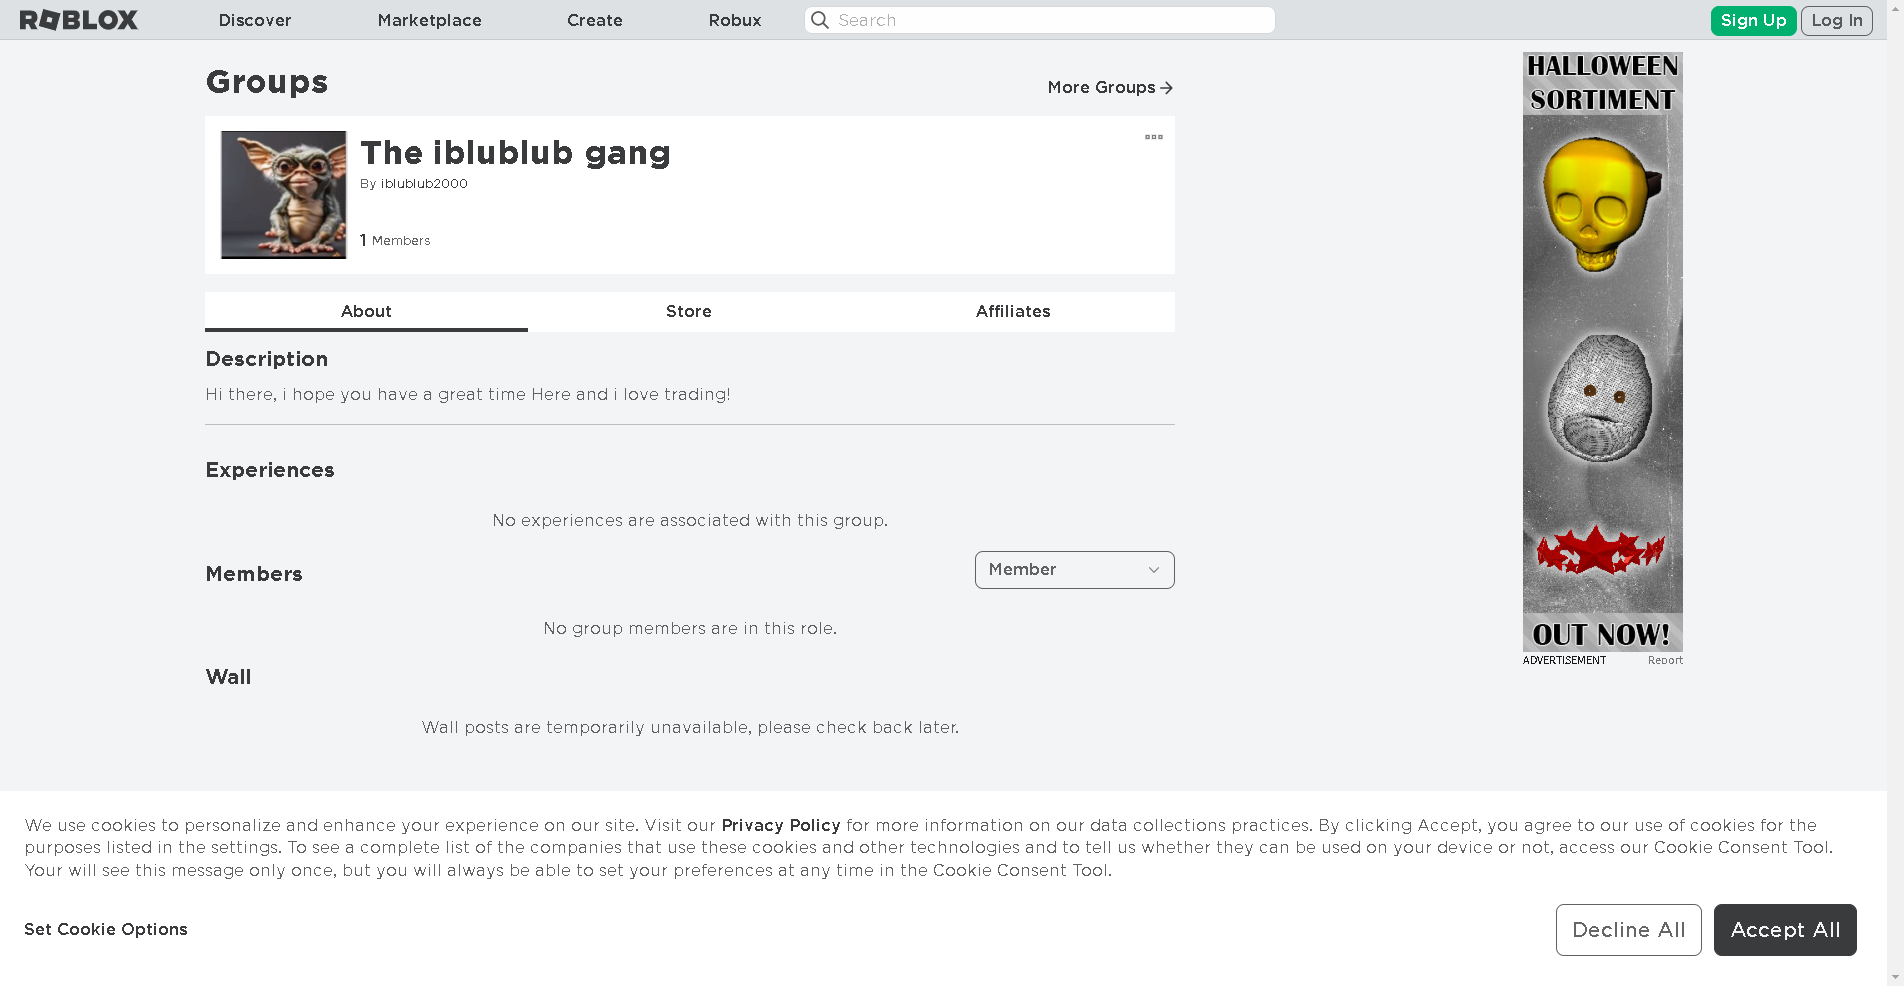 ROBLOX Discover Marketplace Create Robux Search Sign Up Log In
Groups
More Groups
The iblublub gang
By iblublub2000
1 Members
About Store Affiliates
Description
Hi there, i hope you have a great time Here and i love trading!
Experiences
No experiences are associated with this group.
Members
Member
No group members are in this role.
Wall
Wall posts are temporarily unavailable, please check back later.
HALLOWEEN
SORTIMENT
OUT NOW!
ADVERTISEMENT Report
We use cookies to personalize and enhance your experience on our site. Visit our Privacy Policy for more information on our data collections practices. By clicking Accept, you agree to our use of cookies for the
purposes listed in the settings. To see a complete list of the companies that use these cookies and other technologies and to tell us whether they can be used on your device or not, access our Cookie Consent Tool.
Your will see this message only once, but you will always be able to set your preferences at any time in the Cookie Consent Tool.
Set Cookie Options
Decline All
Accept All